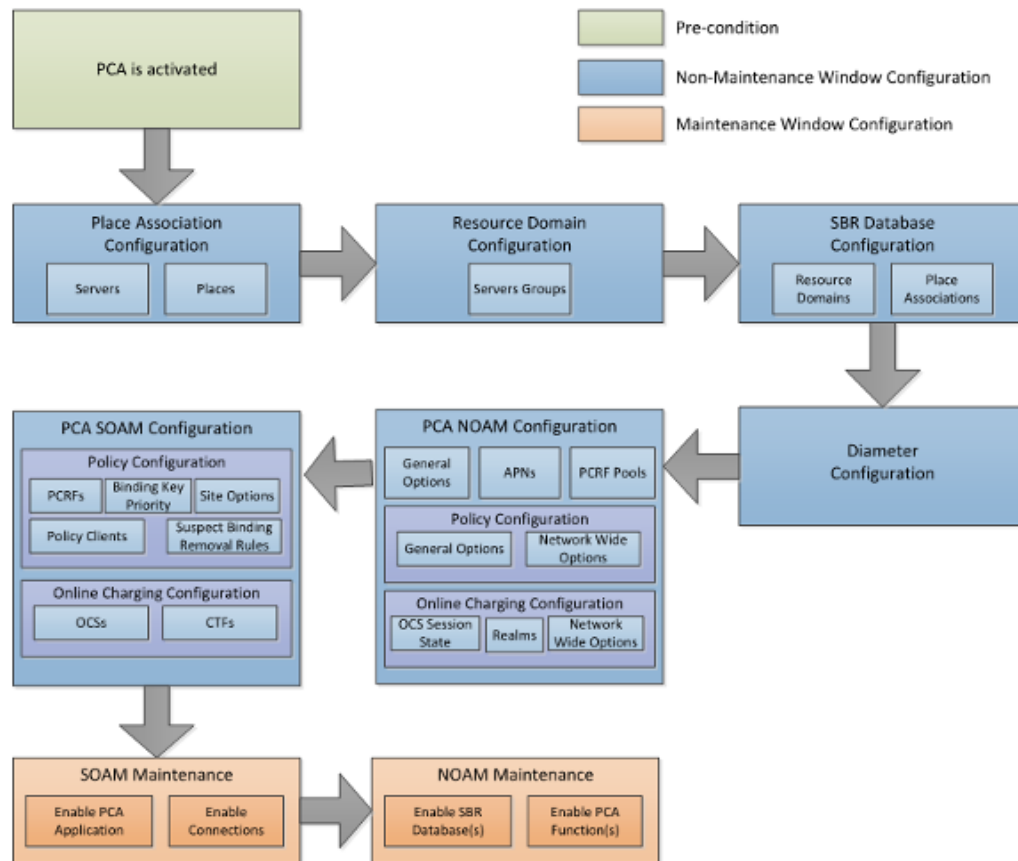 PCA is activated
Pre-condition
Non-Maintenance Window Configuration
Maintenance Window Configuration
Place Association
Configuration
Servers
Places
Resource Domain
Configuration
Servers Groups
SBR Database
Configuration
Resource
Domains
Place
Associations
Diameter
Configuration
PCA NOAM Configuration
General
Options
APNs
PCRF Pools
Policy Configuration
General Options
Network Wide
Options
Online Charging Configuration
OCS Session
State
Realms
Network
Wide Options
PCA SOAM Configuration
Policy Configuration
PCRFs
Binding Key
Priority
Site Options
Policy Clients
Suspect Binding
Removal Rules
Online Charging Configuration
OCSs
CTFs
SOAM Maintenance
Enable PCA
Application
Enable
Connections
NOAM Maintenance
Enable SBR
Database(s)
Enable PCA
Function(s)